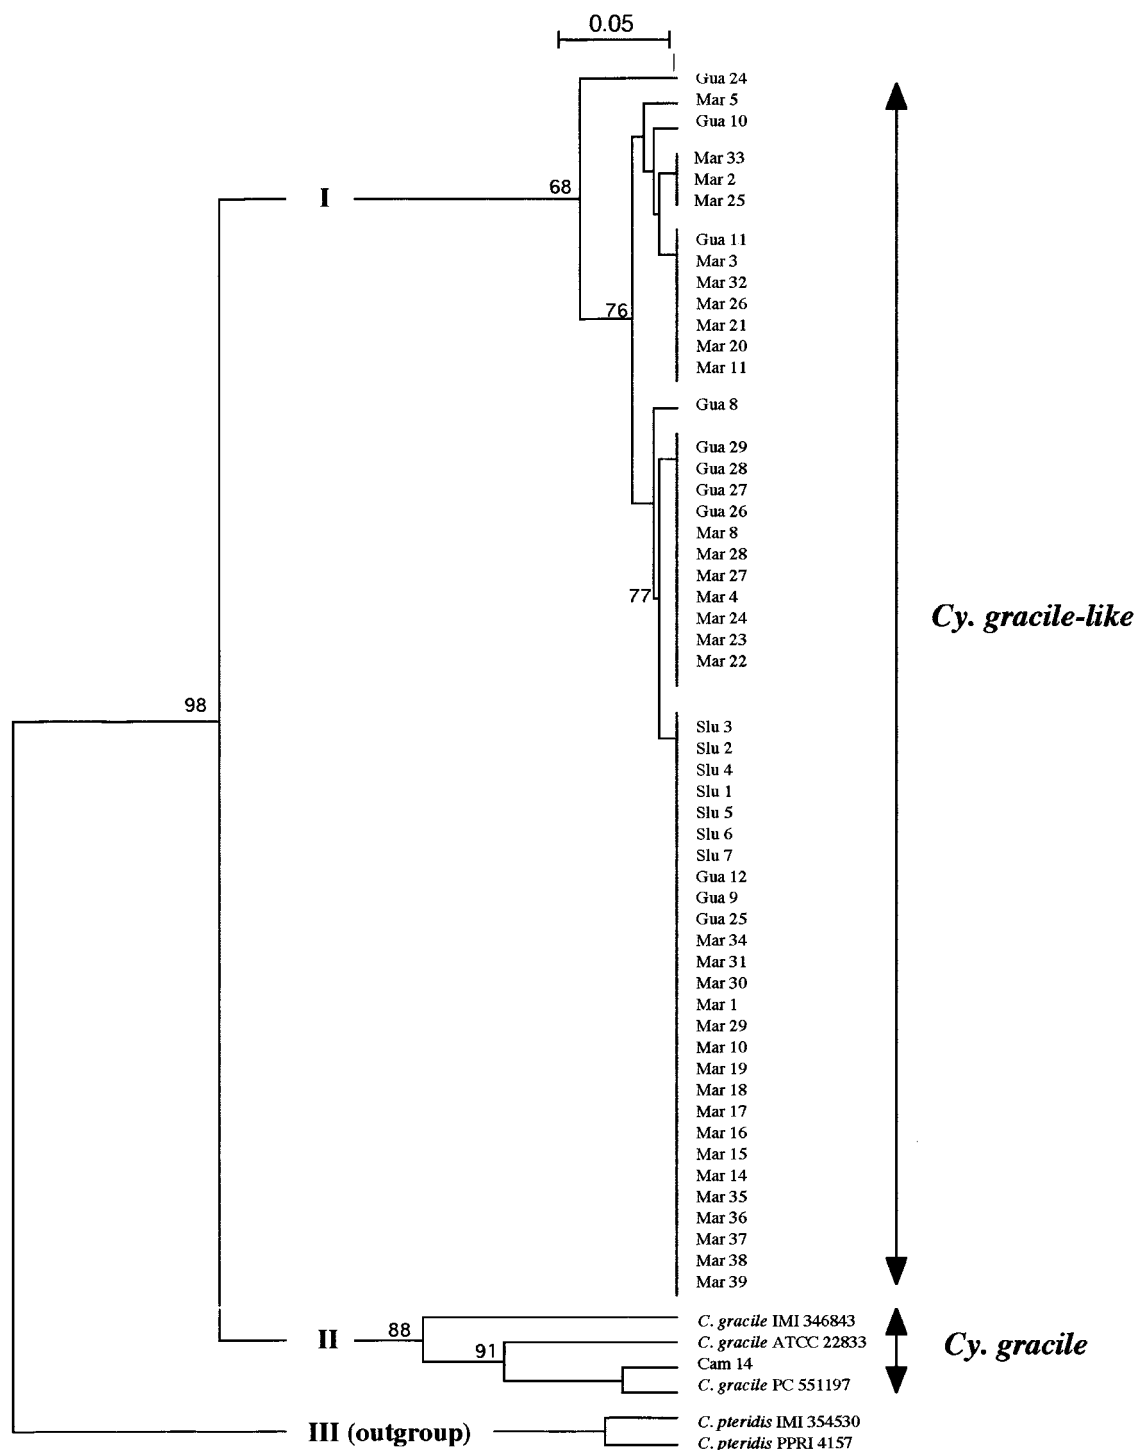 0.05
Gua 24
Mar 5
Gua 10
Mar 33
Mar 2
Mar 25
68
I
Gua 11
Mar 3
Mar 32
Mar 26
76
Mar 21
Mar 20
Mar 11
Gua 8
Gua 29
Gua 28
Gua 27
Gua 26
Mar 8
Mar 28
Mar 27
77
Mar 4
Mar 24
Cy. gracile-like
Mar 23
Mar 22
98
Slu 3
Slu 2
Slu 4
Slu 1
Slu 5
Slu 6
Slu 7
Gua 12
Gua 9
Gua 25
Mar 34
Mar 31
Mar 30
Mar 1
Mar 29
Mar 10
Mar 19
Mar 18
Mar 17
Mar 16
Mar 15
Mar 14
Mar 35
Mar 36
Mar 37
Mar 38
Mar 39
C. gracile IMI 346843
88
II
C. gracile ATCC 22833
Cy. gracile
91
Cam 14
C. gracile PC 551197
C. pteridis IMI 354530
III (outgroup)
C. pteridis PPRI 4157